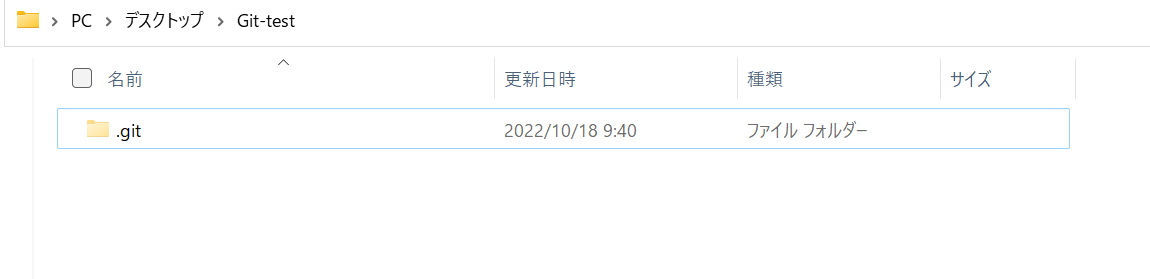 PC > デスクトップ > Git-test
名前 更新日時 種類 サイズ
.git 2022/10/18 9:40 ファイル フォルダー